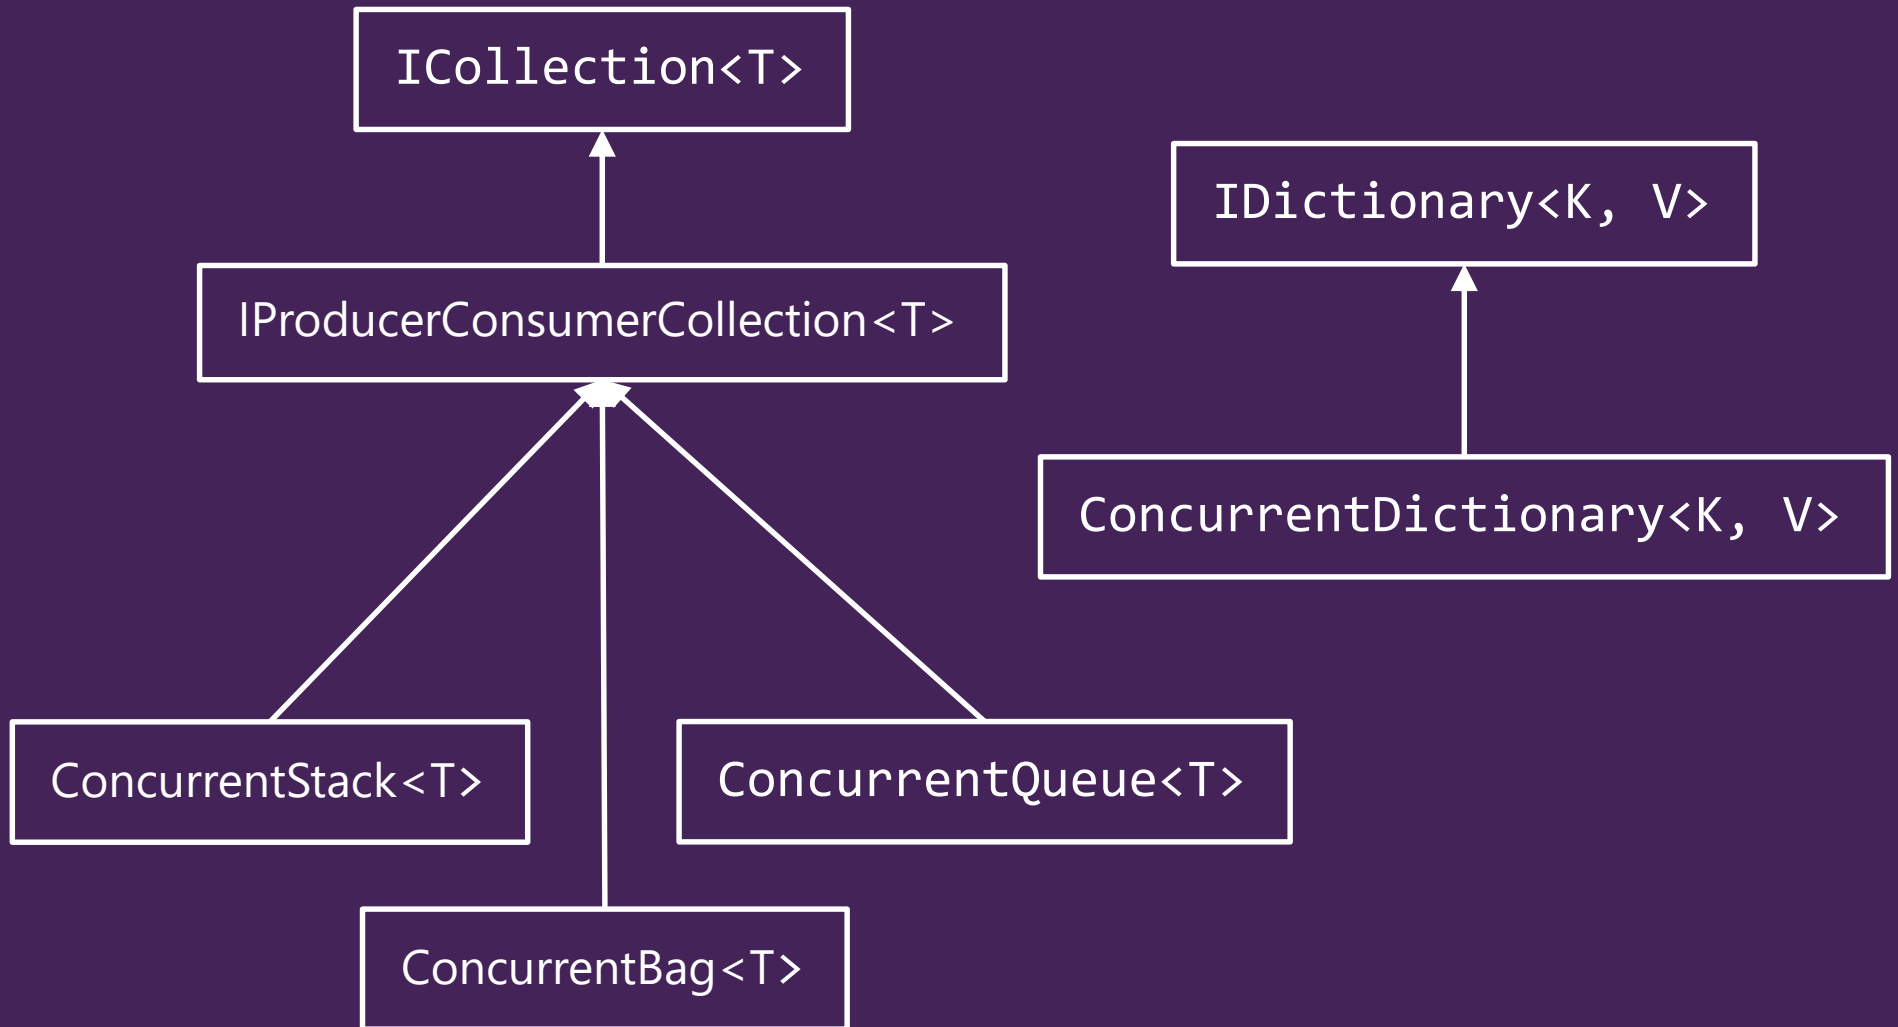 ICollection<T>
IDictionary<K, V>
IProducerConsumerCollection<T>
ConcurrentDictionary<K, V>
ConcurrentStack<T>
ConcurrentQueue<T>
ConcurrentBag<T>